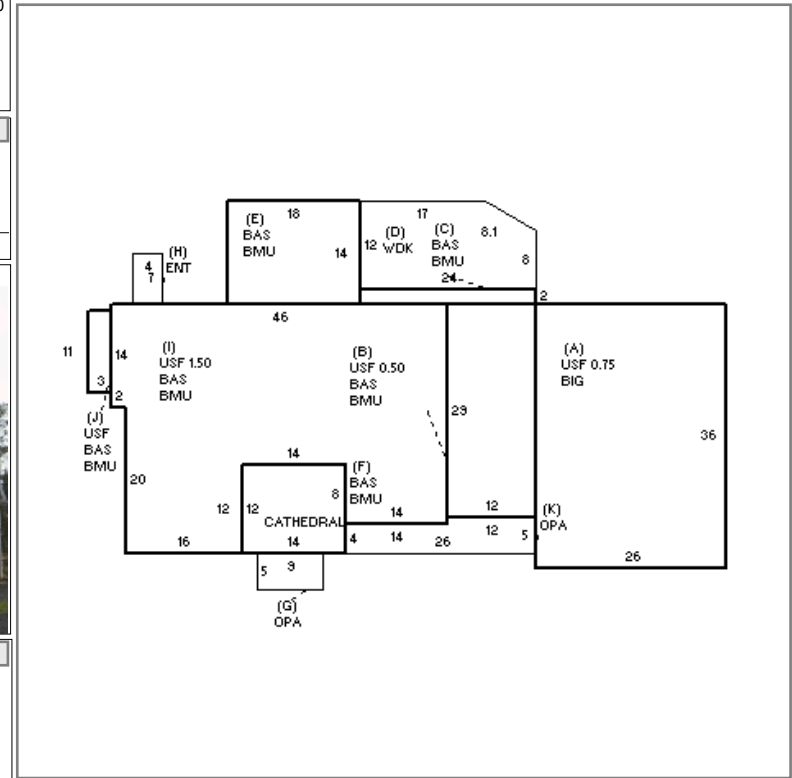 18
17
(E)
BAS
BMU
14
12
(D)
WDK
(C)
BAS
BMU
8.1
8
24
2
(H)
ENT
4
7
46
11
14
3
2
(J)
USF
BAS
BMU
(I)
USF 1.50
BAS
BMU
(B)
USF 0.50
BAS
BMU
29
(A)
USF 0.75
BIG
36
20
14
12
12
8
(F)
BAS
BMU
14
CATHEDRAL
12
(K)
OPA
16
14
4
14
26
12
5
26
5
9
(G)
OPA